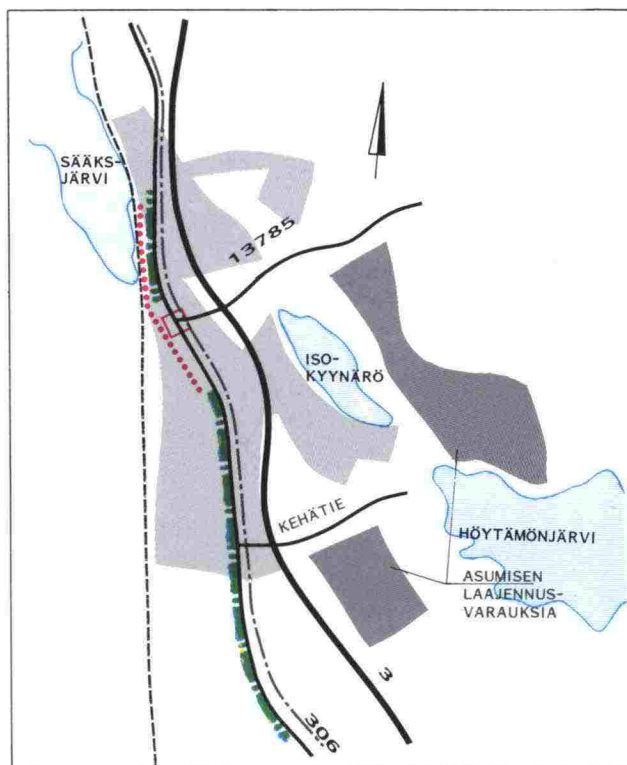 SÄÄKS-
JÄRVI
13785
ISO-
KYYNÄRÖ
KEHÄTIE
HÖYTÄMÖNJÄRVI
ASUMISEN
LAAJENNUS-
VARAUKSIA
3
306